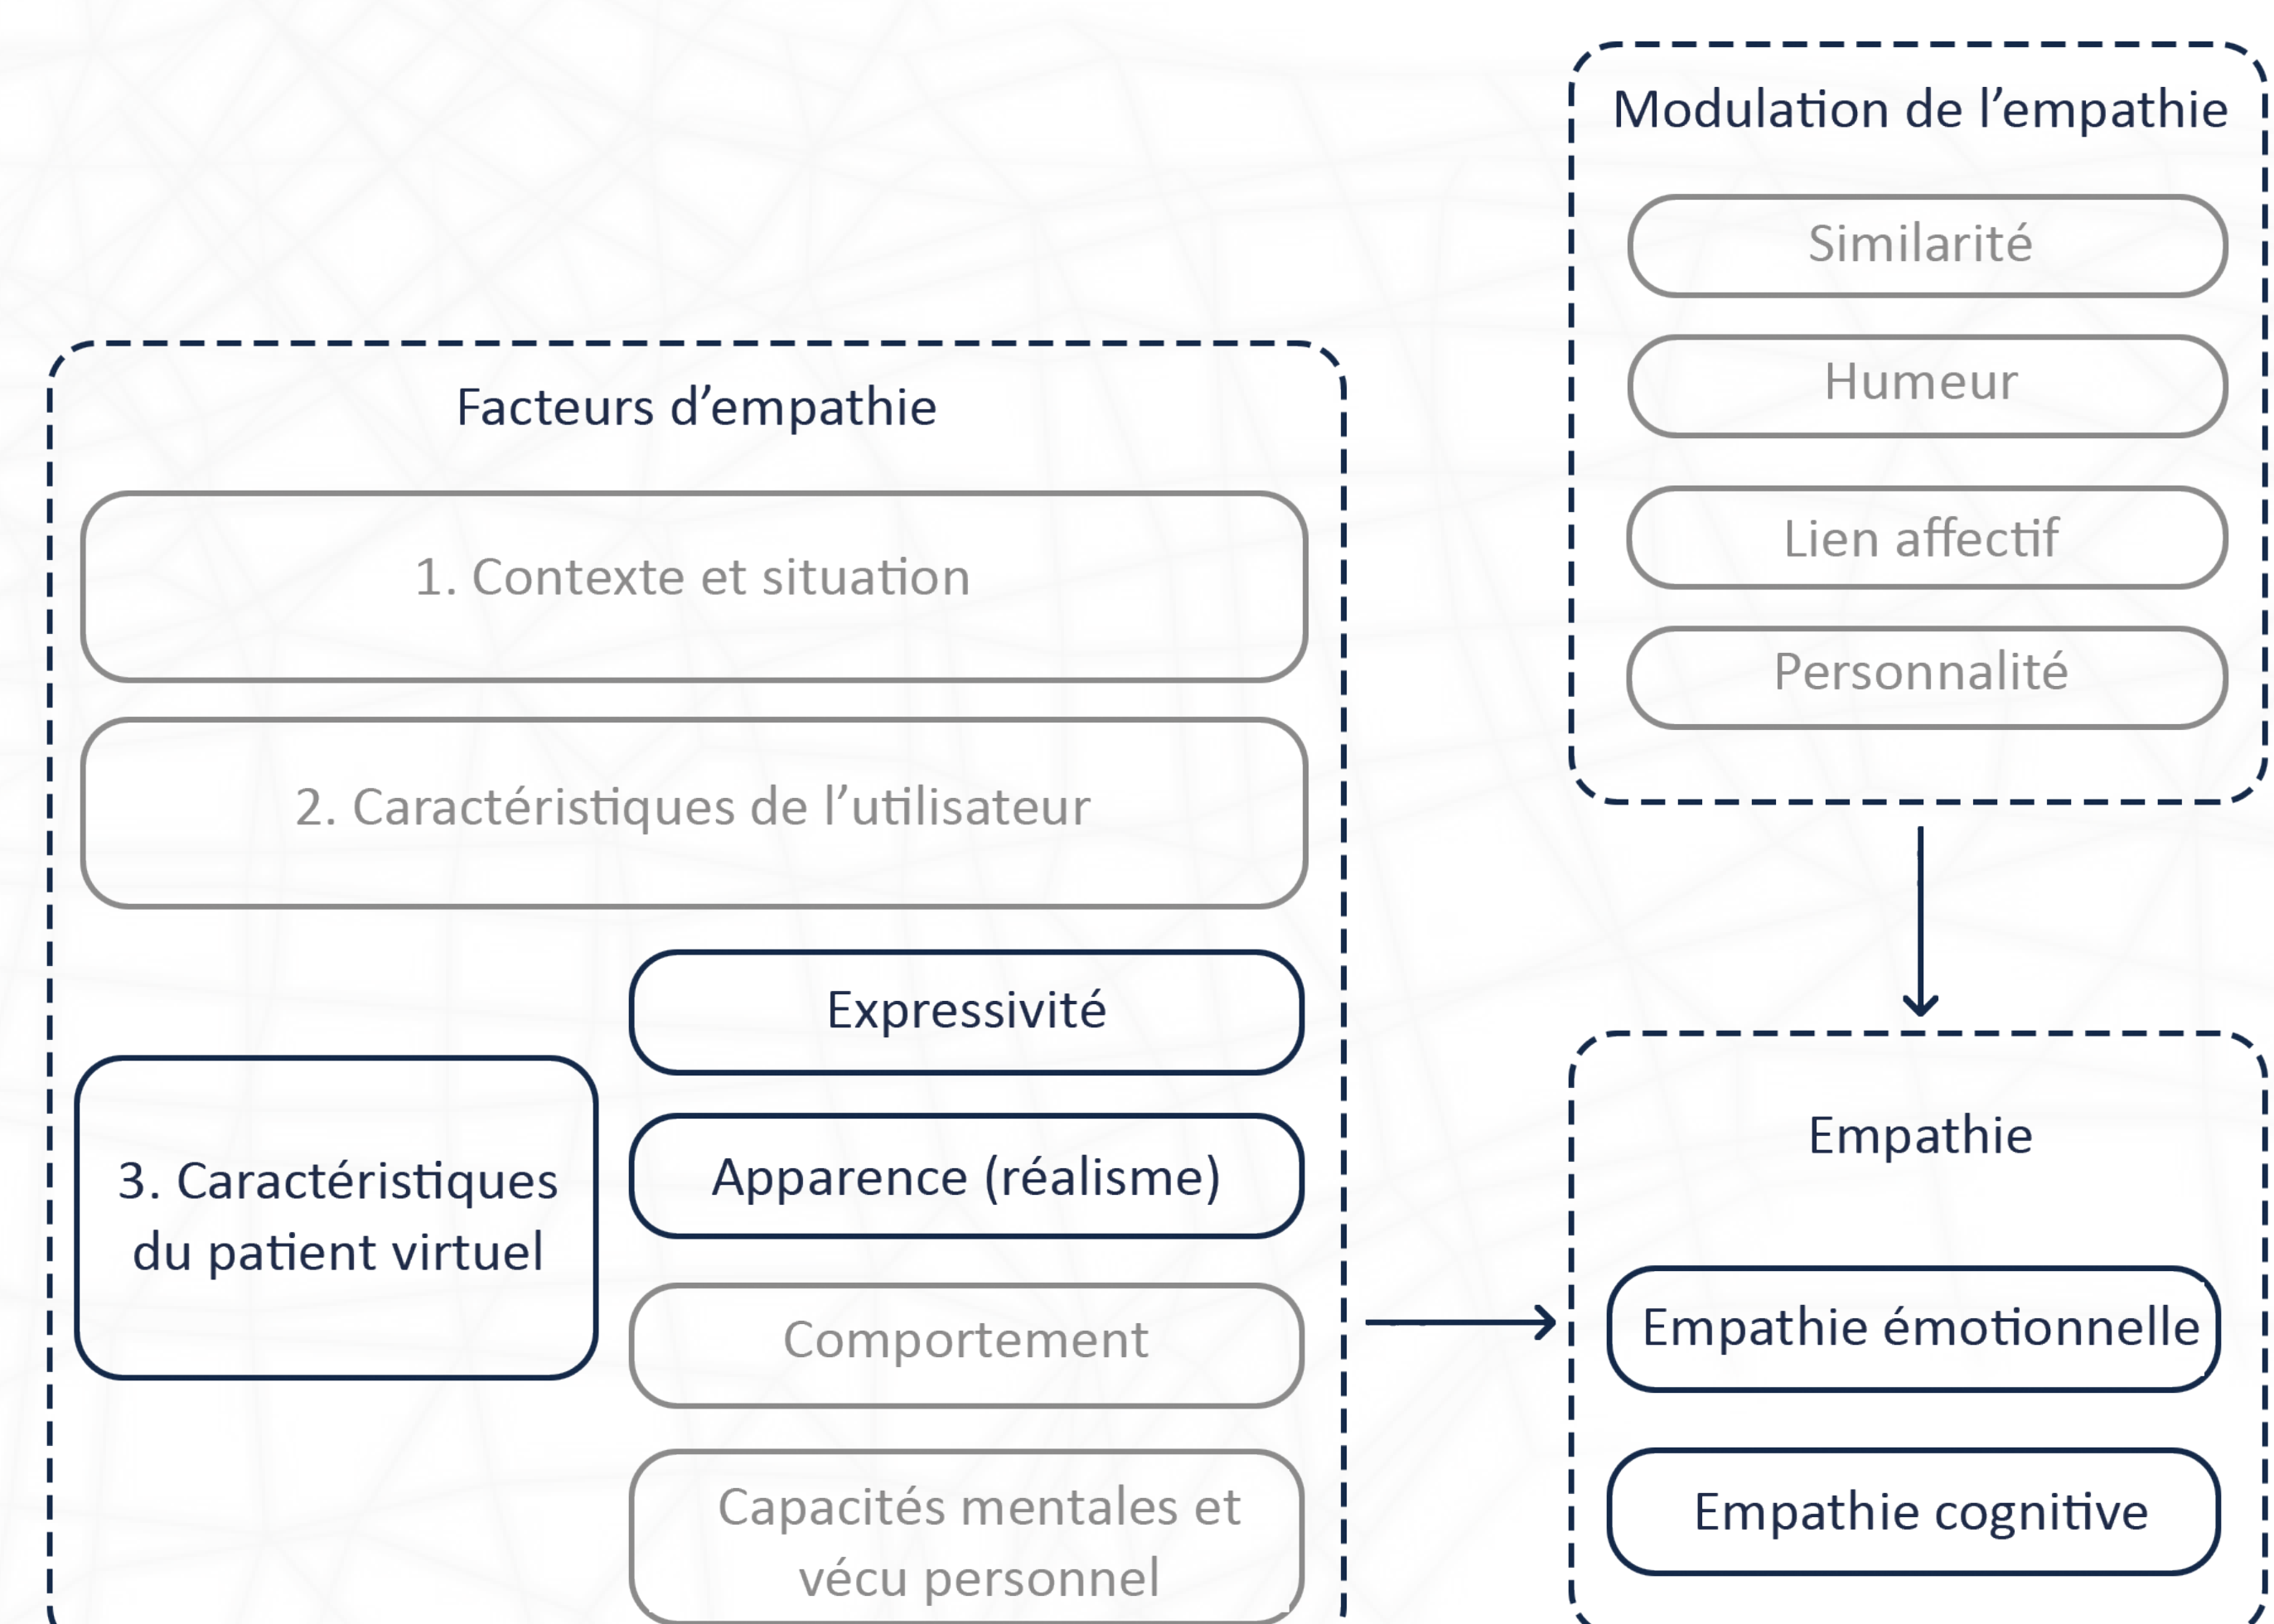 Modulation de l’empathie
Similarité
Humeur
Lien affectif
Personnalité
Facteurs d’empathie
1. Contexte et situation
2. Caractéristiques de l’utilisateur
3. Caractéristiques
du patient virtuel
Expressivité
Apparence (réalisme)
Comportement
Capacités mentales et
vécu personnel
Empathie
Empathie émotionnelle
Empathie cognitive